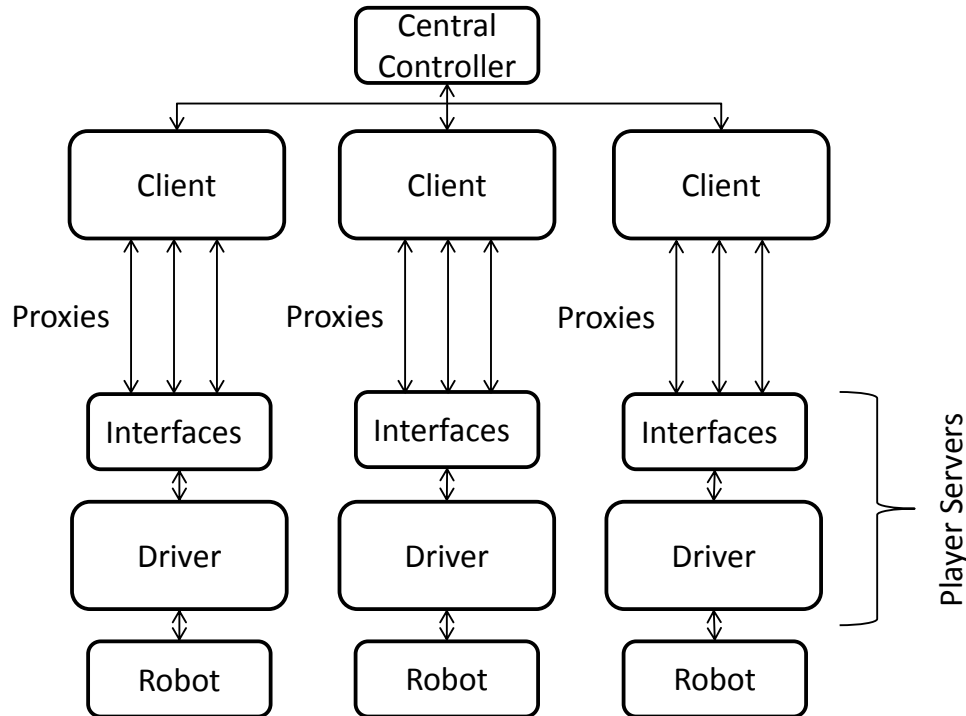 Central
Controller
Client
Client
Client
Proxies
Proxies
Proxies
Interfaces
Interfaces
Interfaces
Driver
Driver
Driver
Player Servers
Robot
Robot
Robot